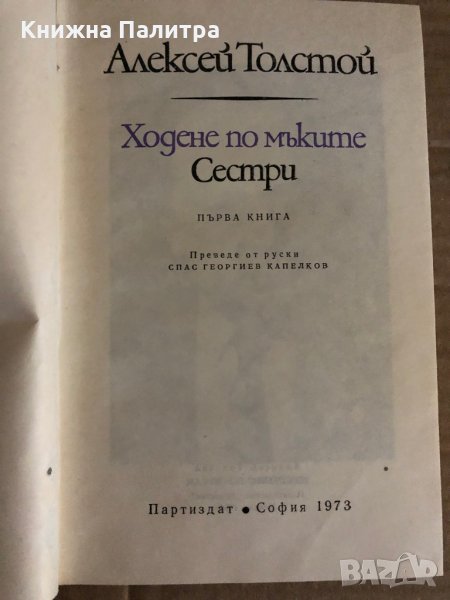 Книжна Палитра
Алексей Толстой
Ходене по мъките
Сестри
ПЪРВА КНИГА
Преведе от руски
СПАС ГЕОРГИЕВ КАПЕЛКОВ
Партиздат • София 1973
BAZAR